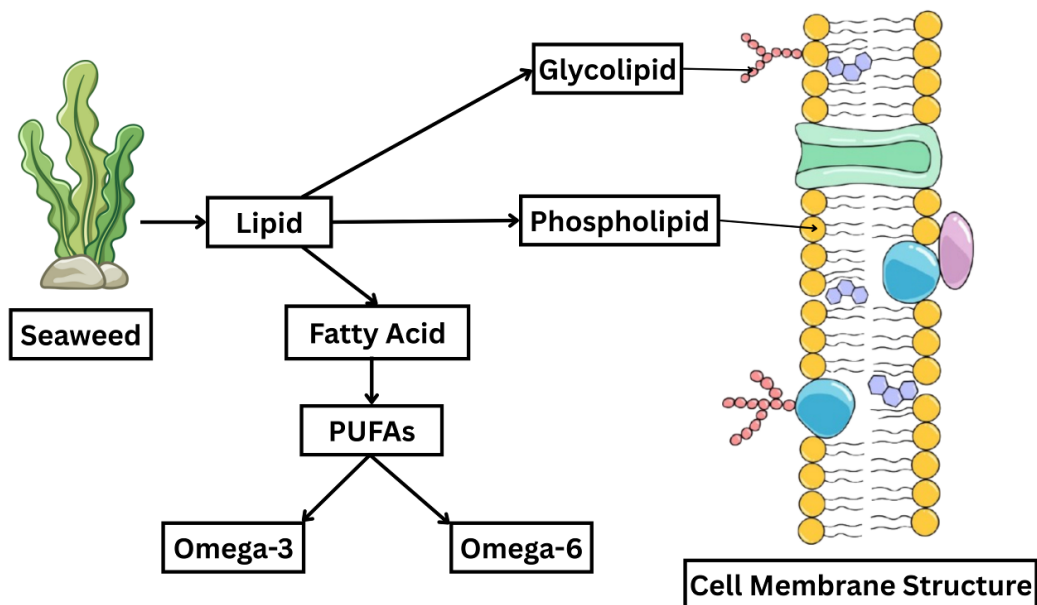 Glycolipid
Lipid
Phospholipid
Seaweed
Fatty Acid
PUFAs
Omega-3
Omega-6
Cell Membrane Structure